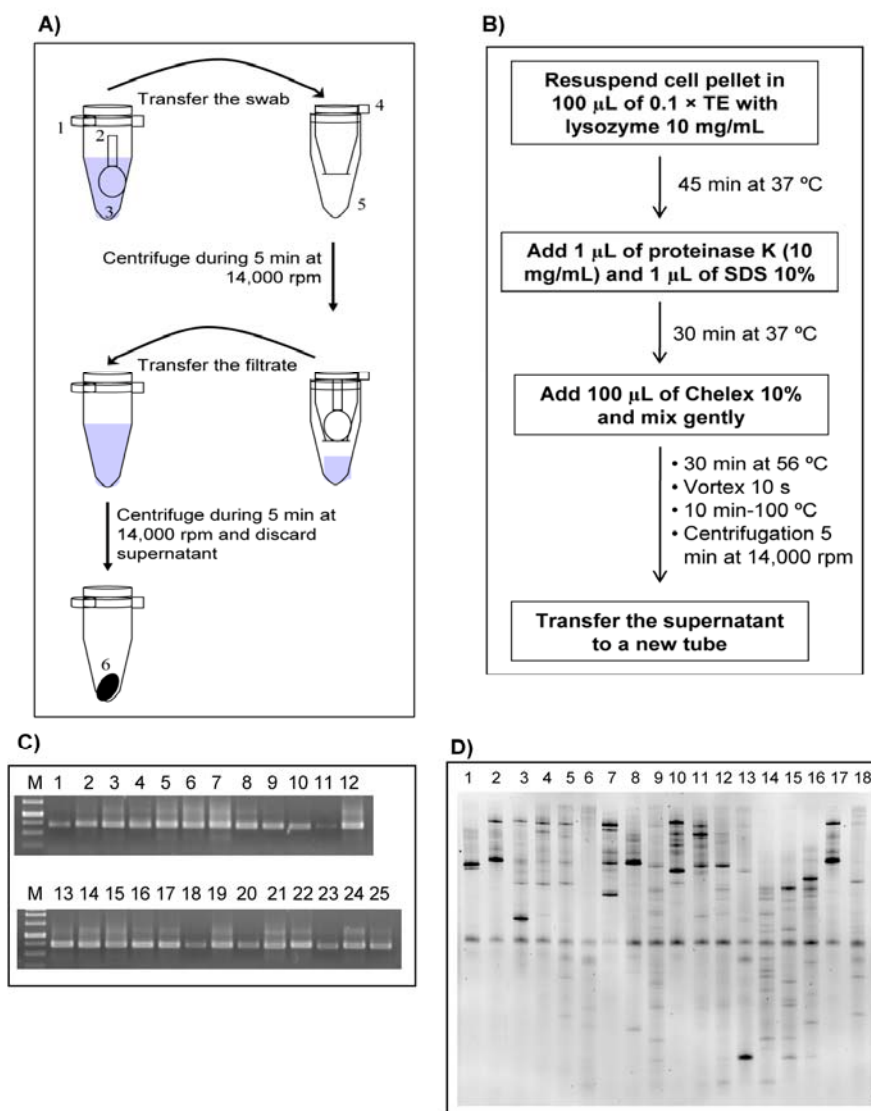 A)
Transfer the swab
1
2
3
4
5
Centrifuge during 5 min at
14,000 rpm
Transfer the filtrate
Centrifuge during 5 min at
14,000 rpm and discard
supernatant
6
B)
Resuspend cell pellet in
100 µL of 0.1 × TE with
lysozyme 10 mg/mL
45 min at 37 ºC
Add 1 µL of proteinase K (10
mg/mL) and 1 µL of SDS 10%
30 min at 37 ºC
Add 100 µL of Chelex 10%
and mix gently
• 30 min at 56 ºC
• Vortex 10 s
• 10 min-100 ºC
• Centrifugation 5
min at 14,000 rpm
Transfer the supernatant
to a new tube
C)
M 1 2 3 4 5 6 7 8 9 10 11 12
M 13 14 15 16 17 18 19 20 21 22 23 24 25
D)
1 2 3 4 5 6 7 8 9 10 11 12 13 14 15 16 17 18